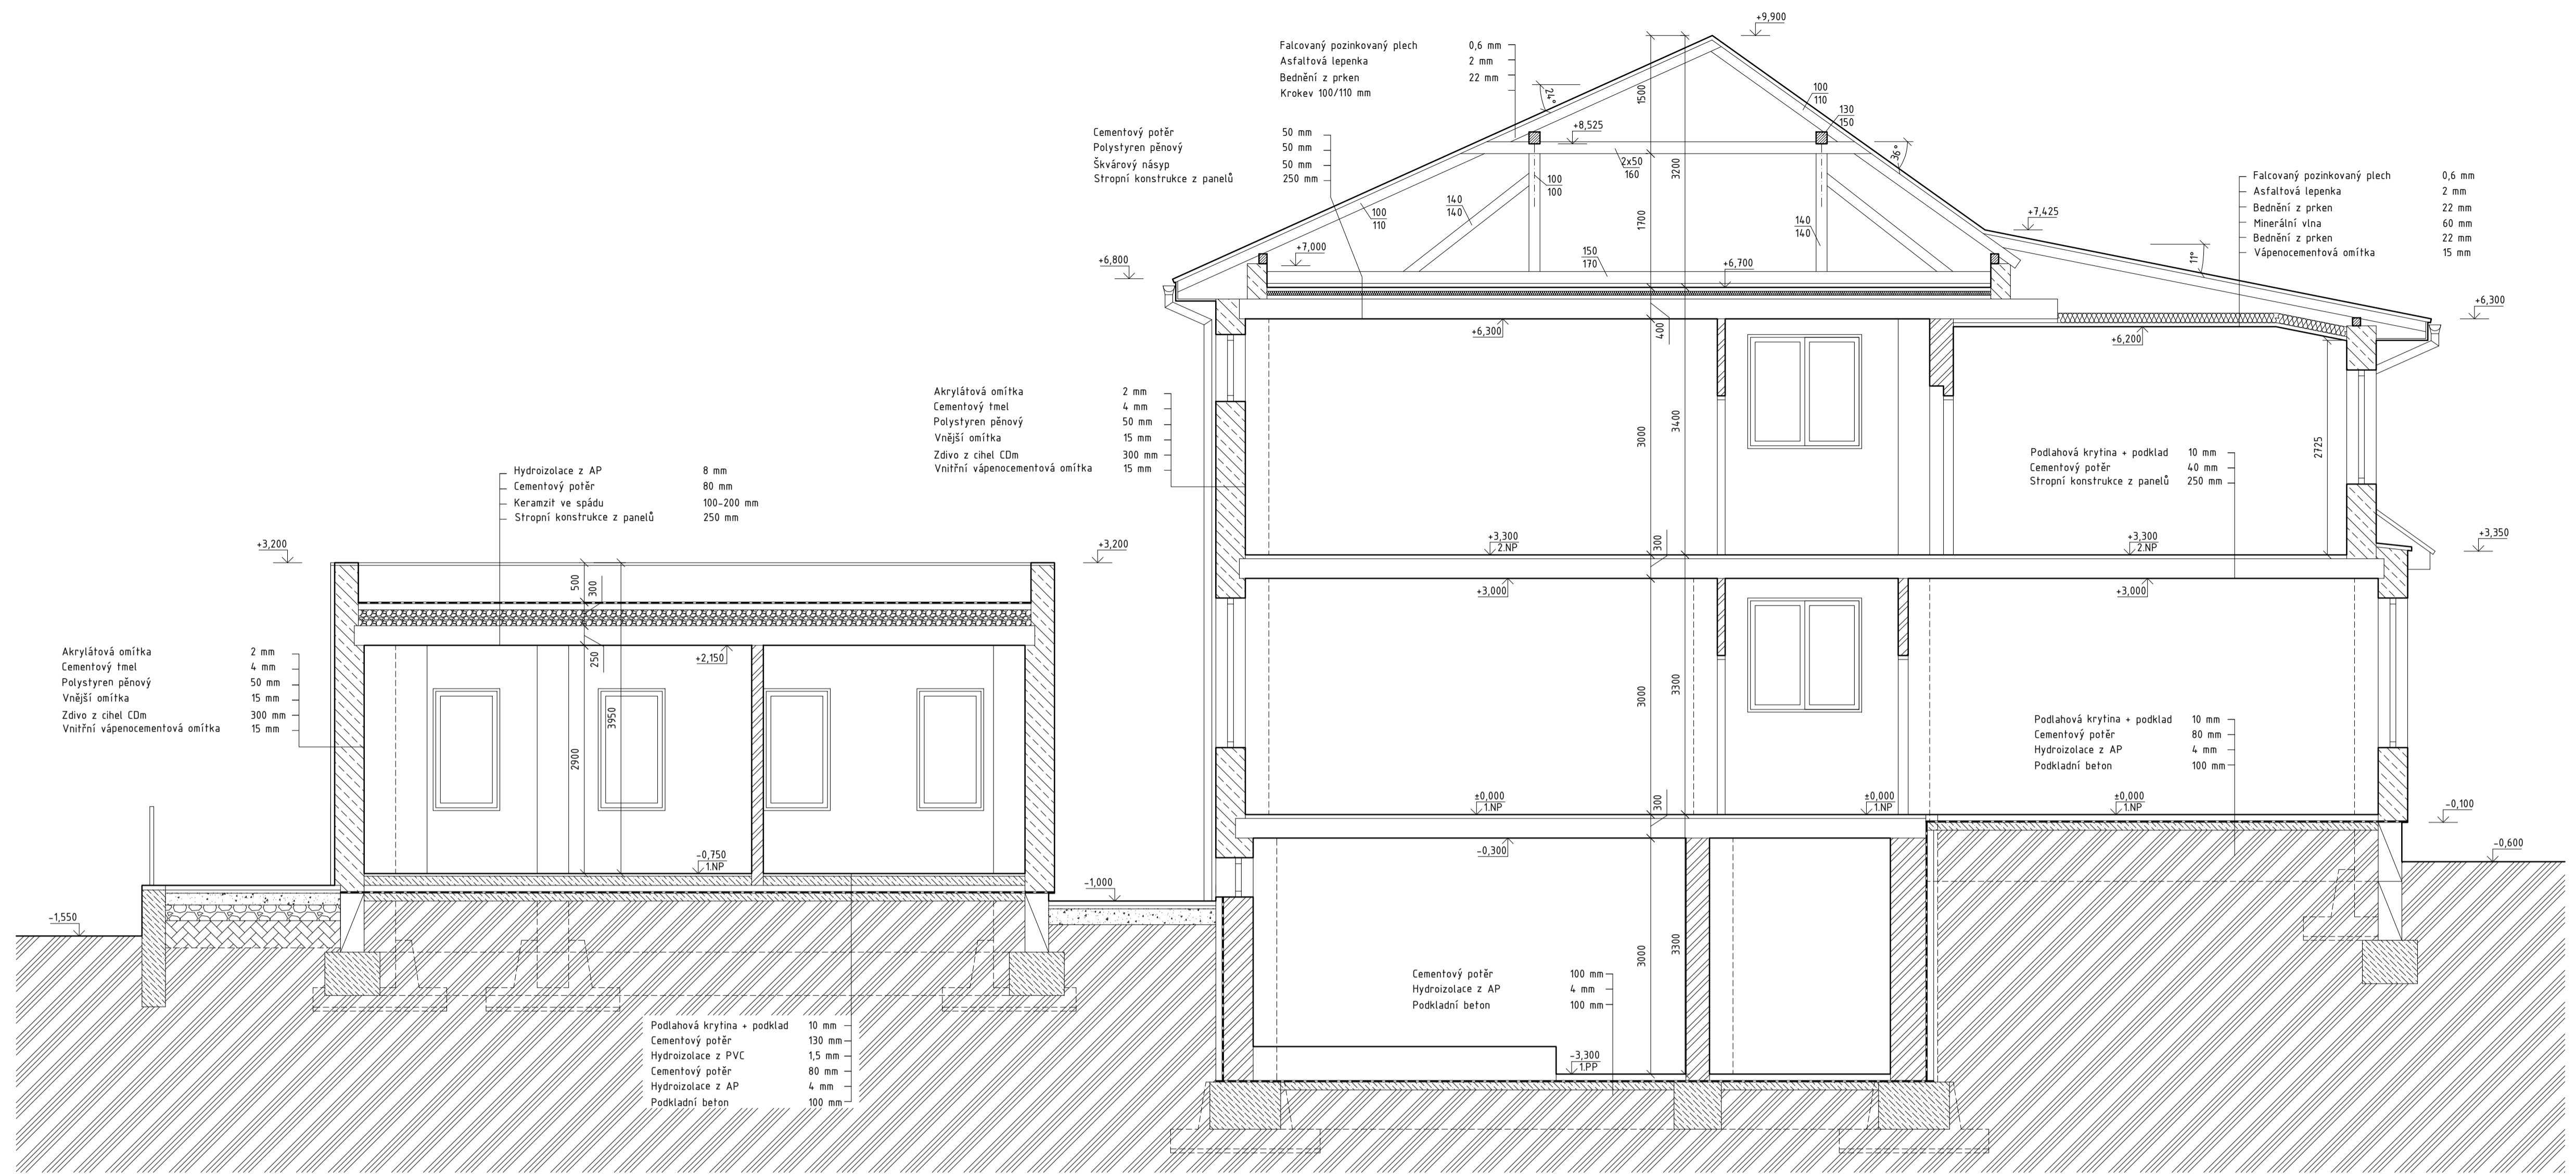 +9,900
Falcovaný pozinkovaný plech 0,6 mm
Asfaltová lepenka 2 mm
Bednění z prken 22 mm
Krokev 100/110 mm
24°
1500
3200
100
110
130
150
+8,525
36°
Cementový potěr 50 mm
Polystyren pěnový 50 mm
Škvárový násyp 50 mm
Stropní konstrukce z panelů 250 mm
2x50
160
100
100
140
140
100
110
1700
140
140
+7,425
Falcovaný pozinkovaný plech 0,6 mm
Asfaltová lepenka 2 mm
Bednění z prken 22 mm
Minerální vlna 60 mm
Bednění z prken 22 mm
Vápenocementová omítka 15 mm
11°
+6,800
+7,000
150
170
+6,700
+6,300
+6,300
400
+6,200
Akrylátová omítka 2 mm
Cementový tmel 4 mm
Polystyren pěnový 50 mm
Vnější omítka 15 mm
Zdivo z cihel CDm 300 mm
Vnitřní vápenocementová omítka 15 mm
3000
3400
2725
Podlahová krytina + podklad 10 mm
Cementový potěr 40 mm
Stropní konstrukce z panelů 250 mm
Hydroizolace z AP 8 mm
Cementový potěr 80 mm
Keramzit ve spádu 100-200 mm
Stropní konstrukce z panelů 250 mm
+3,200
+3,200
+3,300
2.NP
300
+3,300
2.NP
+3,350
500
300
+3,000
+3,000
Akrylátová omítka 2 mm
Cementový tmel 4 mm
Polystyren pěnový 50 mm
Vnější omítka 15 mm
Zdivo z cihel CDm 300 mm
Vnitřní vápenocementová omítka 15 mm
250
+2,150
3950
2900
3000
3300
Podlahová krytina + podklad 10 mm
Cementový potěr 80 mm
Hydroizolace z AP 4 mm
Podkladní beton 100 mm
±0,000
1.NP
300
±0,000
1.NP
±0,000
1.NP
-0,100
-0,750
1.NP
-0,300
-0,600
-1,000
-1,550
3000
3300
Cementový potěr 100 mm
Hydroizolace z AP 4 mm
Podkladní beton 100 mm
Podlahová krytina + podklad 10 mm
Cementový potěr 130 mm
Hydroizolace z PVC 1,5 mm
Cementový potěr 80 mm
Hydroizolace z AP 4 mm
Podkladní beton 100 mm
-3,300
1.PP